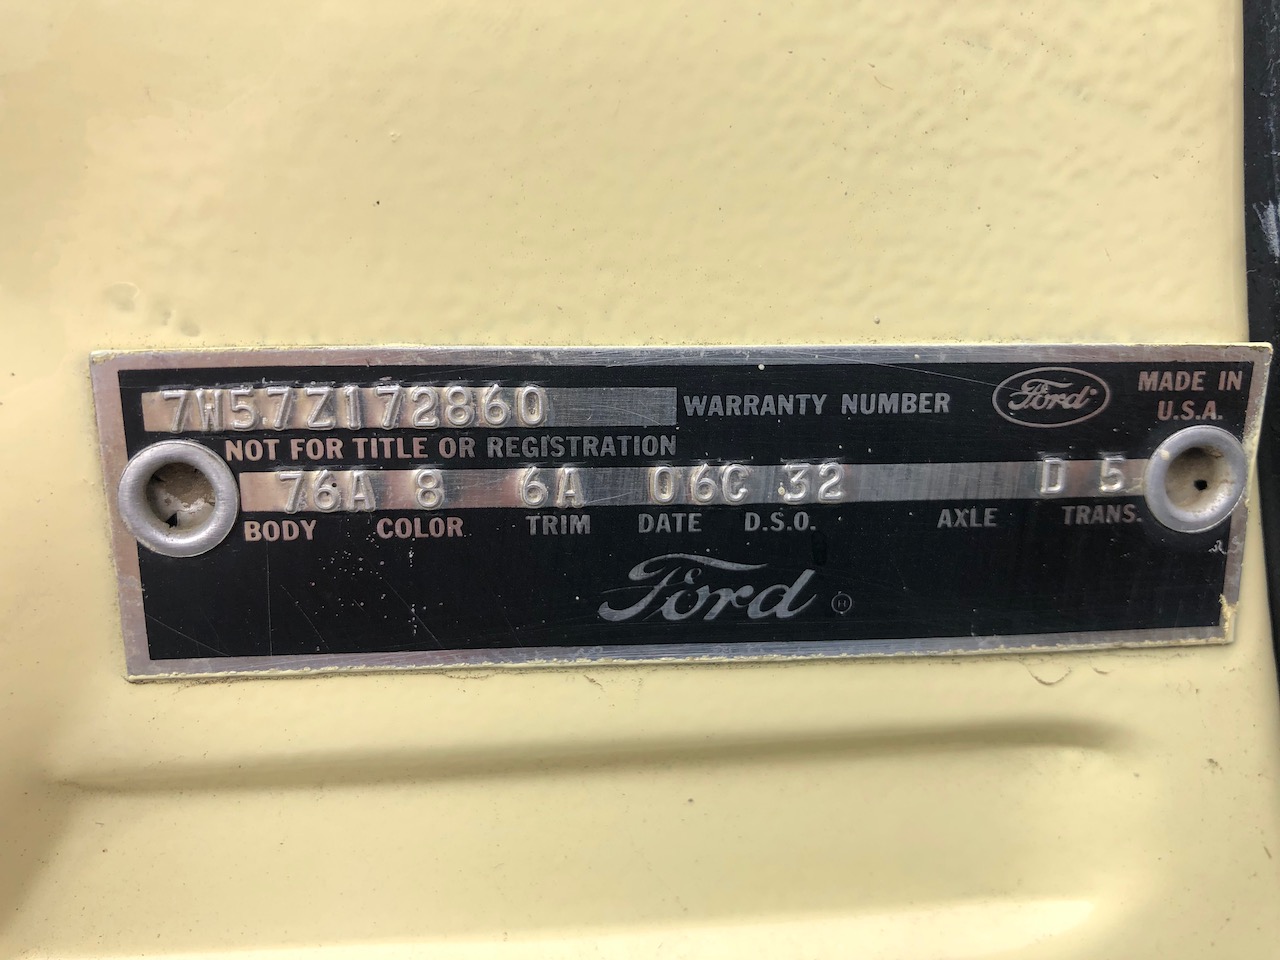 7W57Z172860 WARRANTY NUMBER Ford MADE IN U.S.A.
NOT FOR TITLE OR REGISTRATION
76A 8 6A 06C 32 D 5
BODY COLOR TRIM DATE D.S.O. AXLE TRANS.
Ford